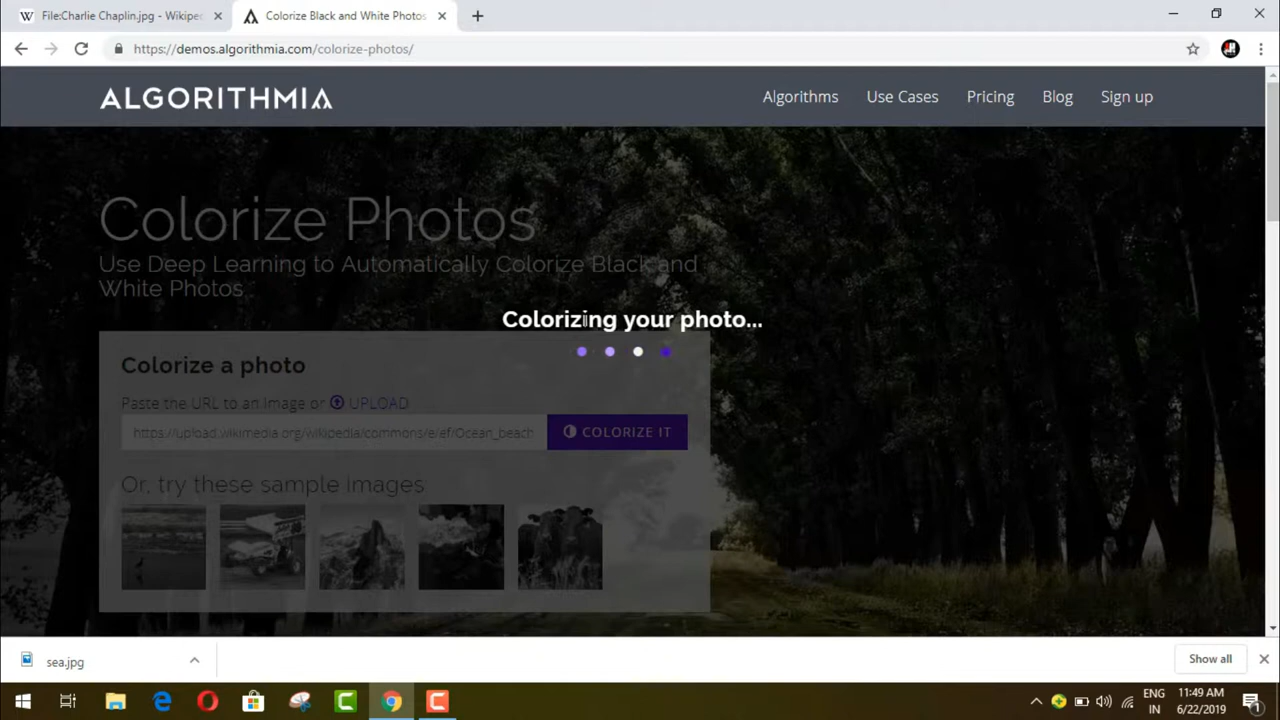 File:Charlie Chaplin.jpg - Wikipe
Colorize Black and White Photos
https://demos.algorithmia.com/colorize-photos/
ALGORITHMIA
Algorithms
Use Cases
Pricing
Blog
Sign up
Colorize Photos
Use Deep Learning to Automatically Colorize Black and
White Photos
Colorizing your photo...
Colorize a photo
Paste the URL to an image or UPLOAD
https://upload.wikimedia.org/wikipedia/commons/e/ef/Ocean_beach
COLORIZE IT
Or, try these sample images
sea.jpg
Show all
ENG
IN
11:49 AM
6/22/2019
1